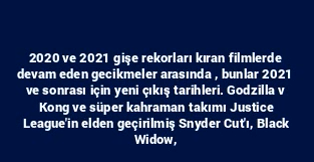 2020 ve 2021 gişe rekorları kıran filmlerde
devam eden gecikmeler arasında , bunlar 2021
ve sonrası için yeni çıkış tarihleri. Godzilla v
Kong ve süper kahraman takımı Justice
League'in elden geçirilmiş Snyder Cut'ı, Black
Widow,